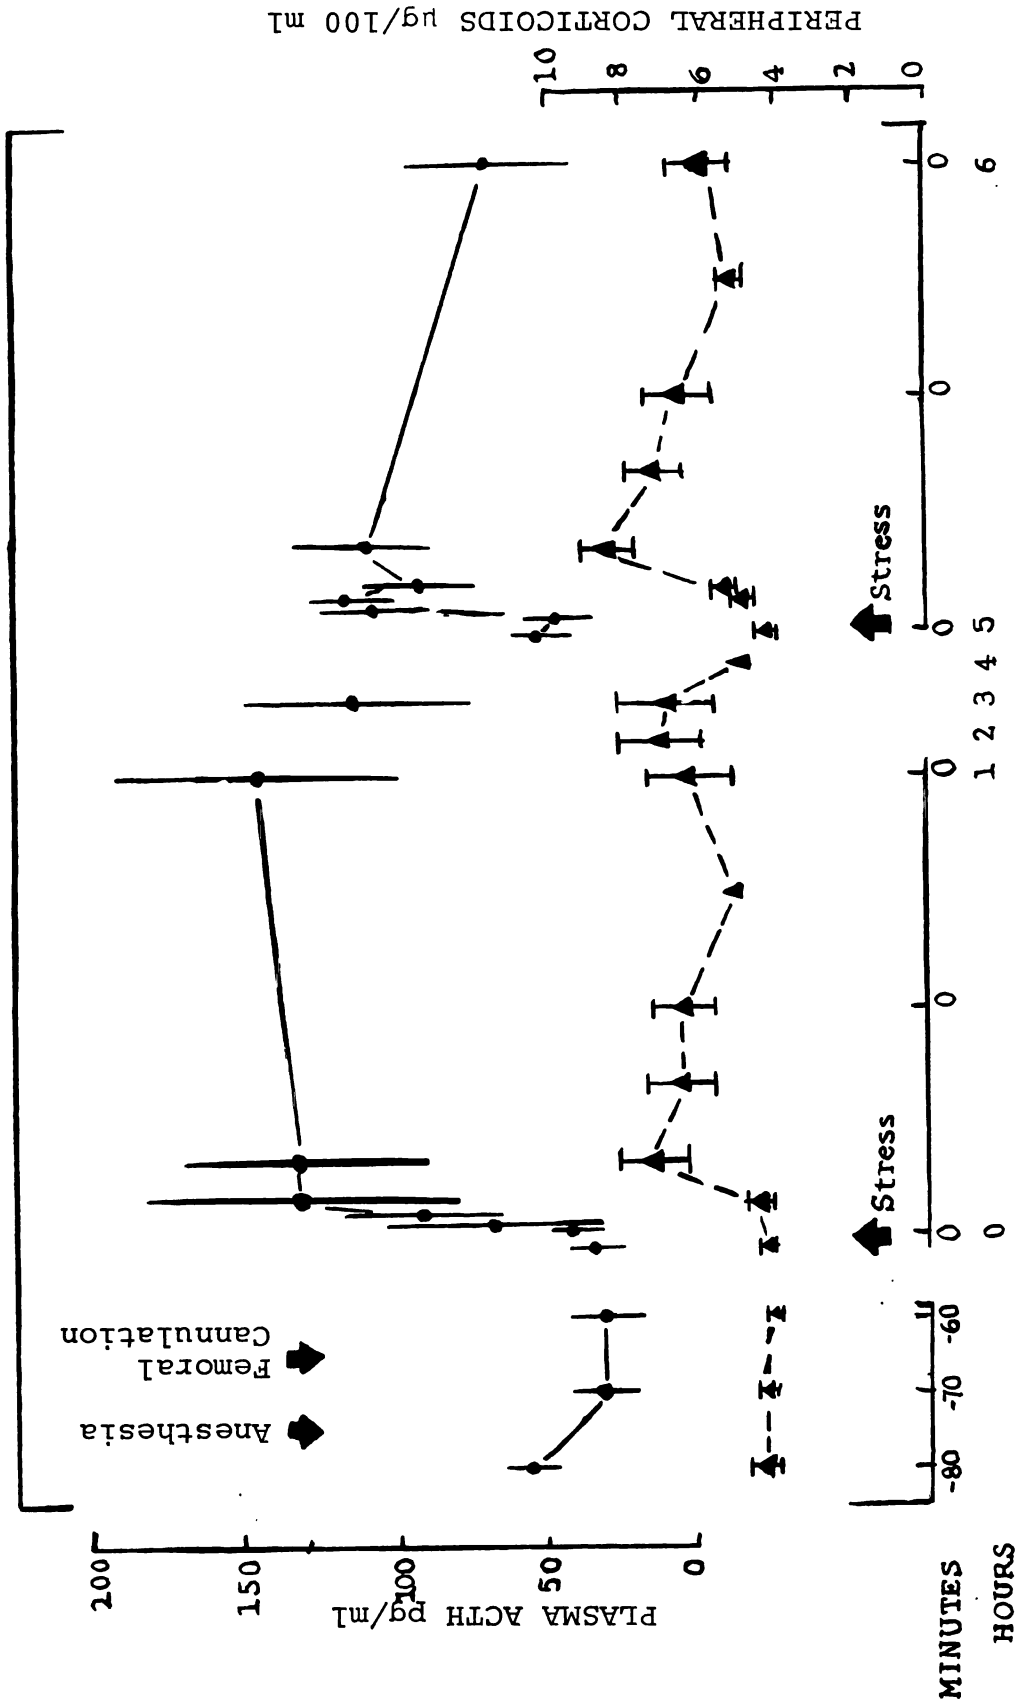 PERIPHERAL CORTICOIDS µg/100 ml
10 8 6 4 2 0
Femoral
Cannulation
Anesthesia
Stress
Stress
200 150 100 50 0
PLASMA ACTH pg/ml
MINUTES -80 -70 -60 0 0 0 0 0 0
HOURS 0 1 2 3 4 5 6